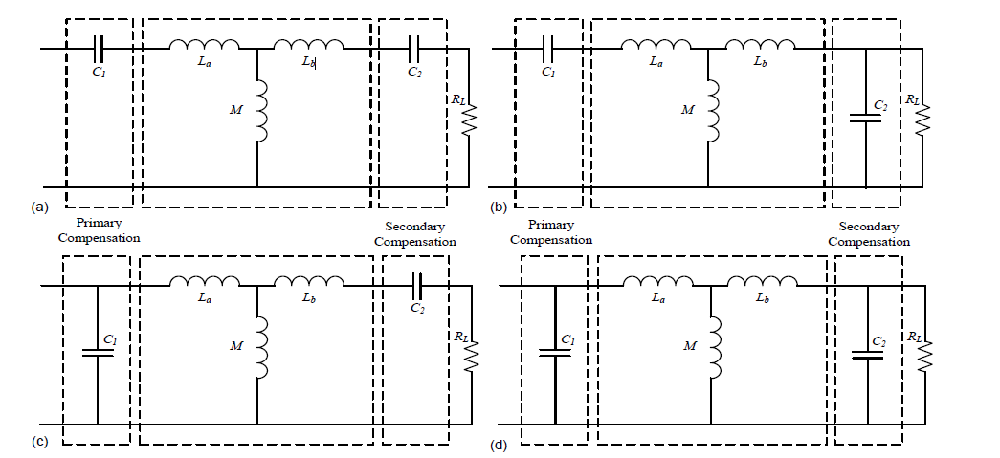 C1
La
Lb
C2
M
RL
(a)
C1
La
Lb
M
C2
RL
(b)
Primary
Compensation
Secondary
Compensation
Primary
Compensation
Secondary
Compensation
La
Lb
C2
C1
M
RL
(c)
La
Lb
C1
M
C2
RL
(d)